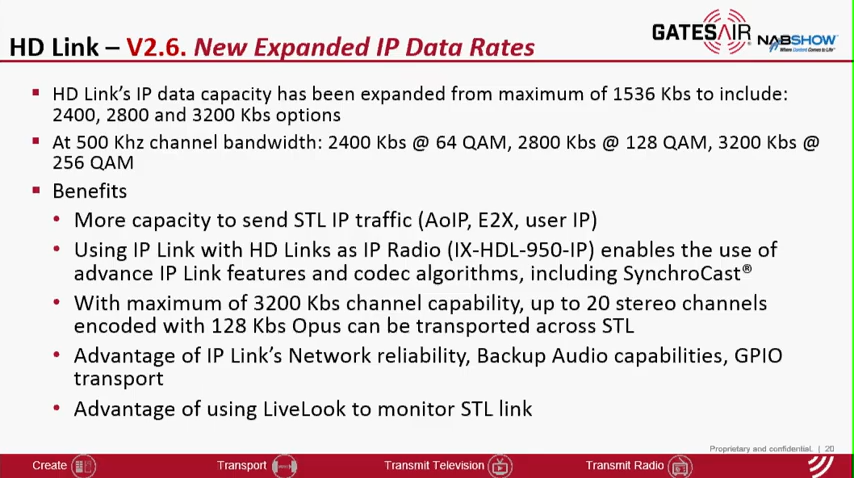 HD Link – V2.6. New Expanded IP Data Rates
GATESAIR®
NABSHOW
Where Content Comes to Life™
HD Link's IP data capacity has been expanded from maximum of 1536 Kbs to include:
2400, 2800 and 3200 Kbs options
At 500 Khz channel bandwidth: 2400 Kbs @ 64 QAM, 2800 Kbs @ 128 QAM, 3200 Kbs @
256 QAM
Benefits
More capacity to send STL IP traffic (AoIP, E2X, user IP)
Using IP Link with HD Links as IP Radio (IX-HDL-950-IP) enables the use of
advance IP Link features and codec algorithms, including SynchroCast®
With maximum of 3200 Kbs channel capability, up to 20 stereo channels
encoded with 128 Kbs Opus can be transported across STL
Advantage of IP Link's Network reliability, Backup Audio capabilities, GPIO
transport
Advantage of using LiveLook to monitor STL link
Proprietary and confidential. | 20
Create
Transport
Transmit Television
Transmit Radio